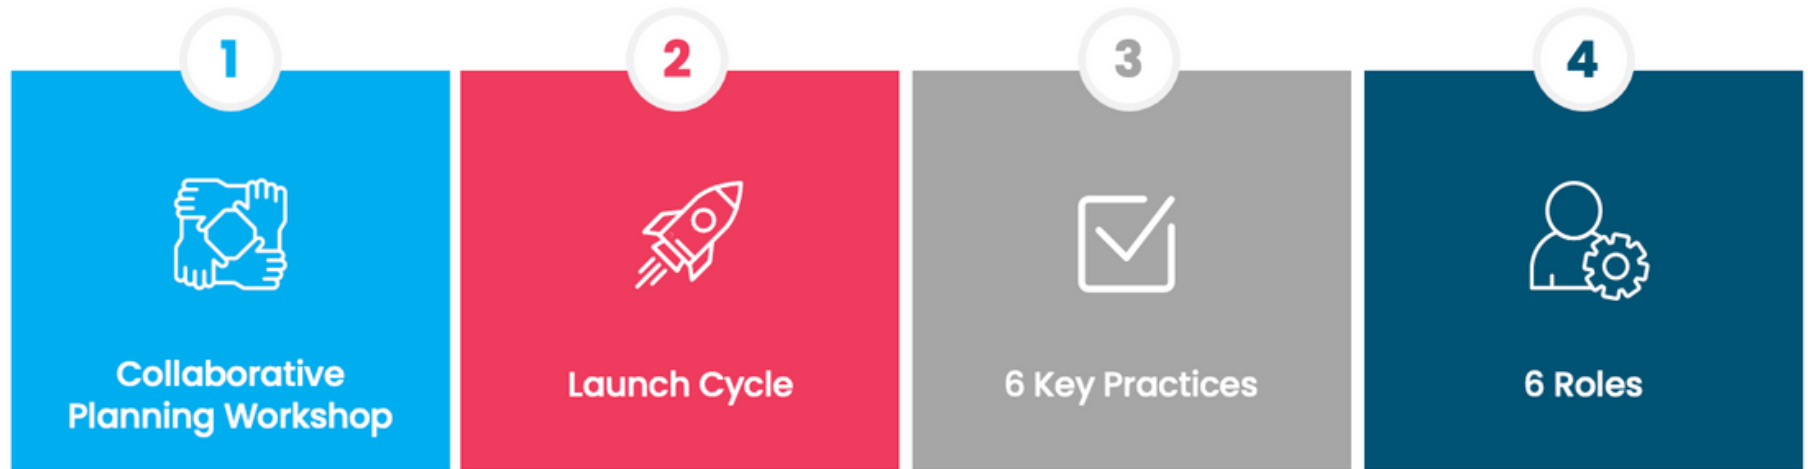 1
Collaborative
Planning Workshop
2
Launch Cycle
3
6 Key Practices
4
6 Roles